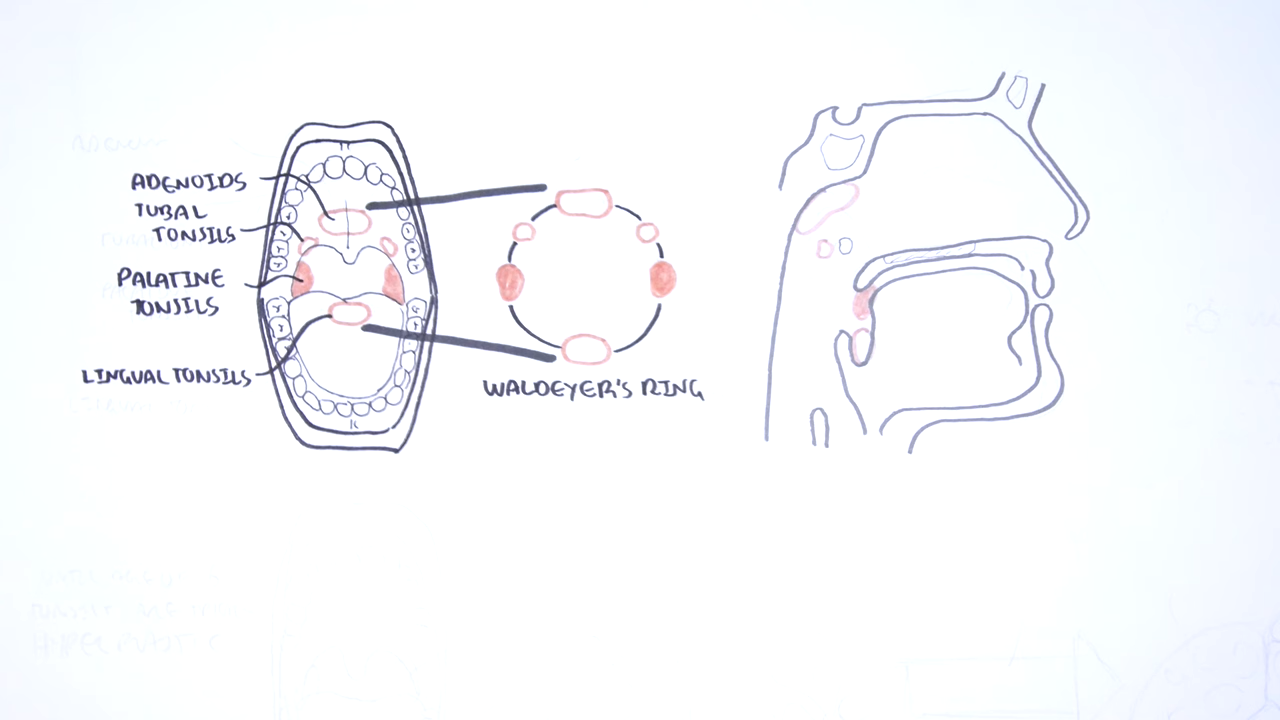 ADENOIDS
TUBAL
TONSILS
PALATINE
TONSILS
LINGUAL TONSILS
WALDEYER'S RING